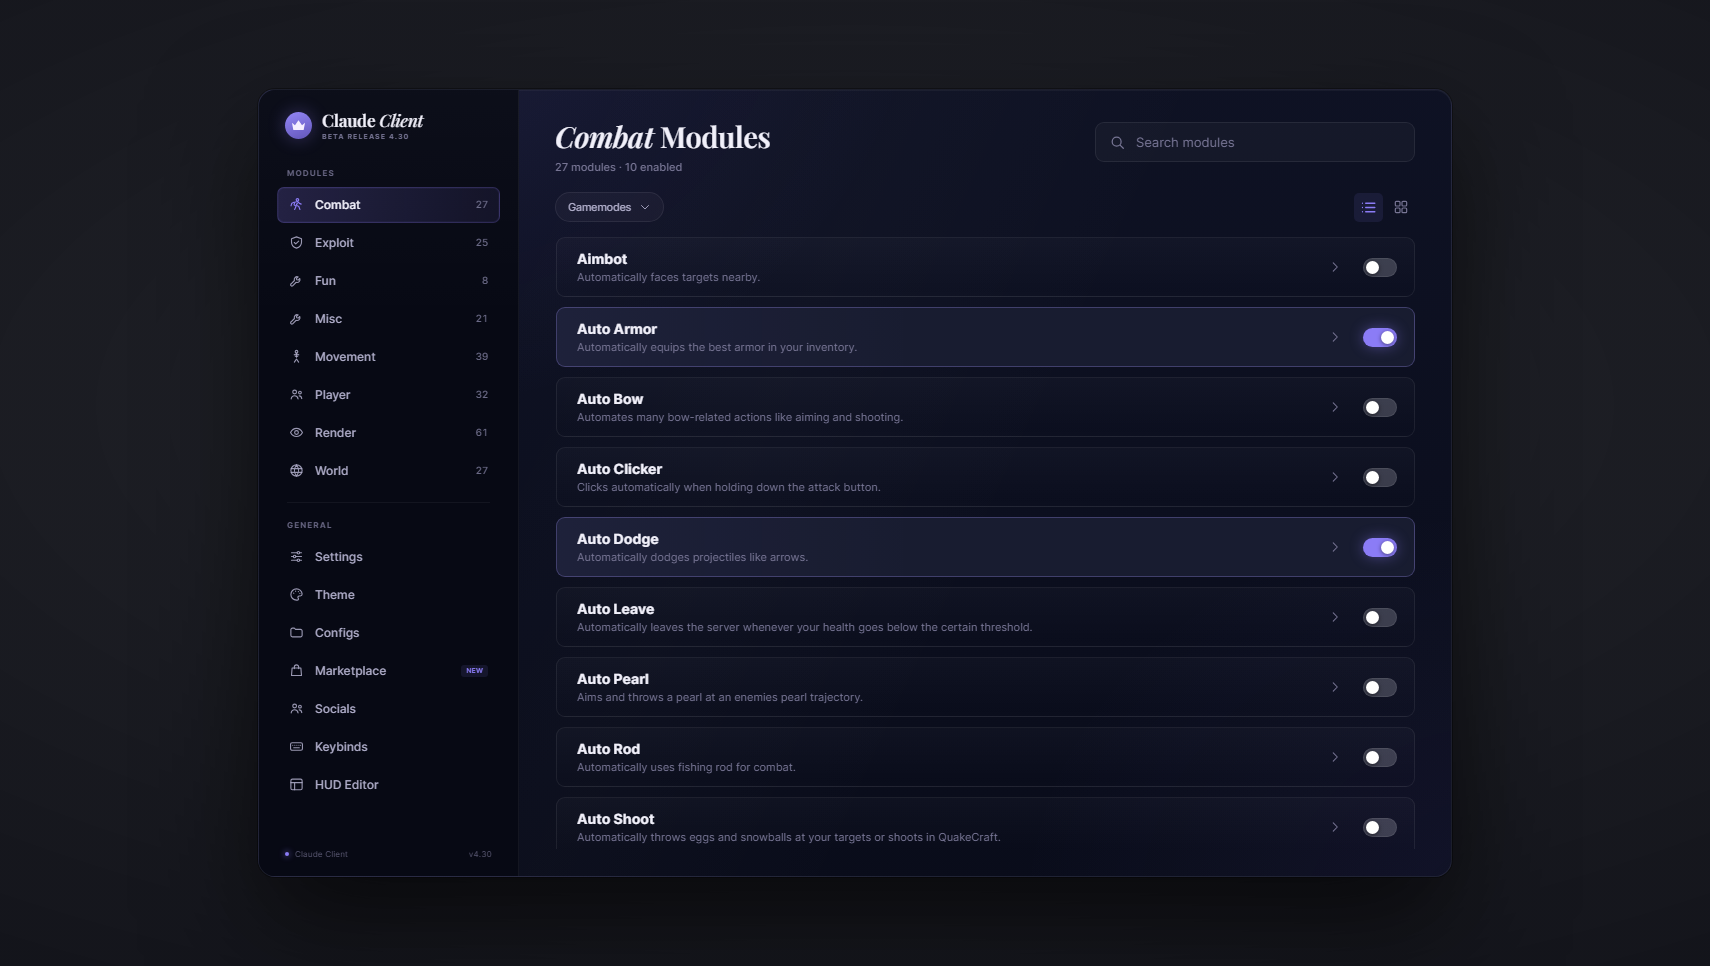 Claude Client
BETA RELEASE 4.30
MODULES
Combat 27
Exploit 25
Fun 8
Misc 21
Movement 39
Player 32
Render 61
World 27
GENERAL
Settings
Theme
Configs
Marketplace NEW
Socials
Keybinds
HUD Editor
Claude Client v4.30
Combat Modules
27 modules · 10 enabled
Search modules
Gamemodes
Aimbot
Automatically faces targets nearby.
Auto Armor
Automatically equips the best armor in your inventory.
Auto Bow
Automates many bow-related actions like aiming and shooting.
Auto Clicker
Clicks automatically when holding down the attack button.
Auto Dodge
Automatically dodges projectiles like arrows.
Auto Leave
Automatically leaves the server whenever your health goes below the certain threshold.
Auto Pearl
Aims and throws a pearl at an enemies pearl trajectory.
Auto Rod
Automatically uses fishing rod for combat.
Auto Shoot
Automatically throws eggs and snowballs at your targets or shoots in QuakeCraft.